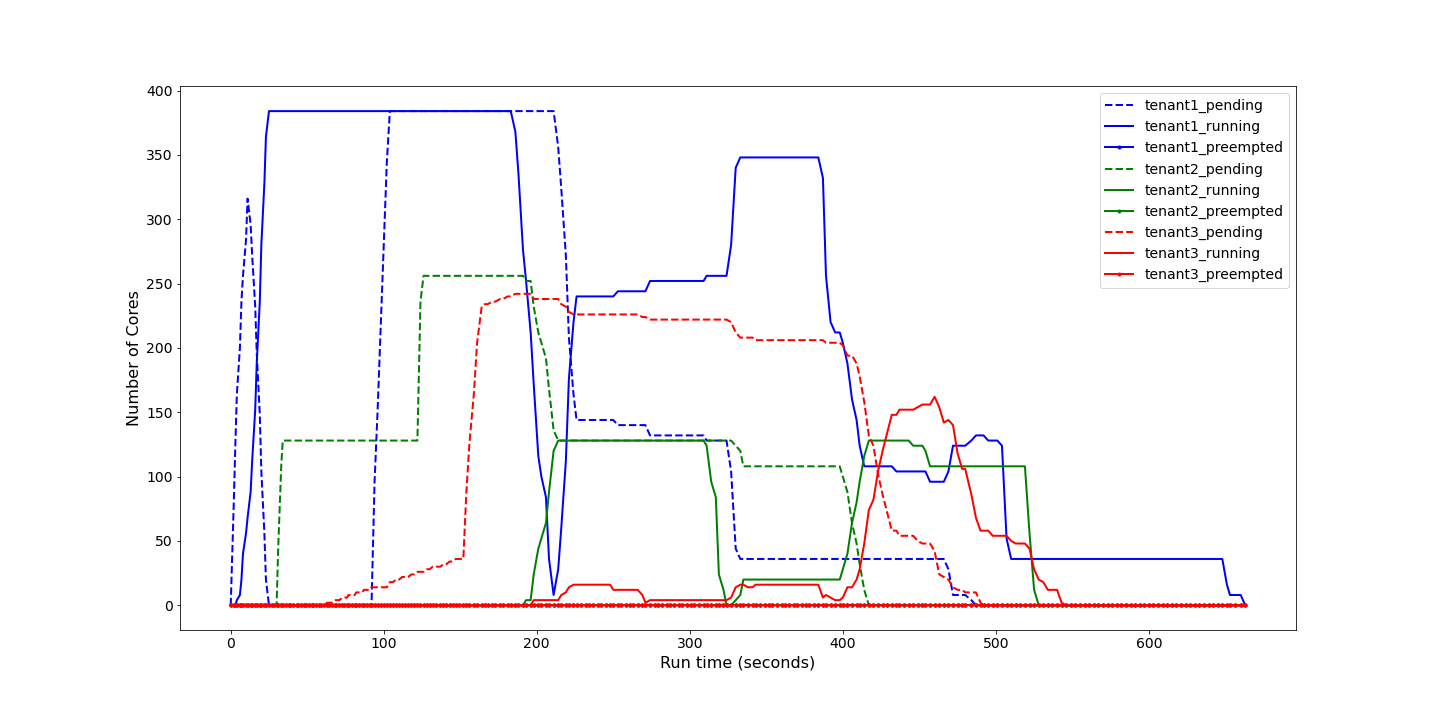 400
350
300
250
200
150
100
50
0
Number of Cores
0 100 200 300 400 500 600
Run time (seconds)
tenant1_pending
tenant1_running
tenant1_preempted
tenant2_pending
tenant2_running
tenant2_preempted
tenant3_pending
tenant3_running
tenant3_preempted